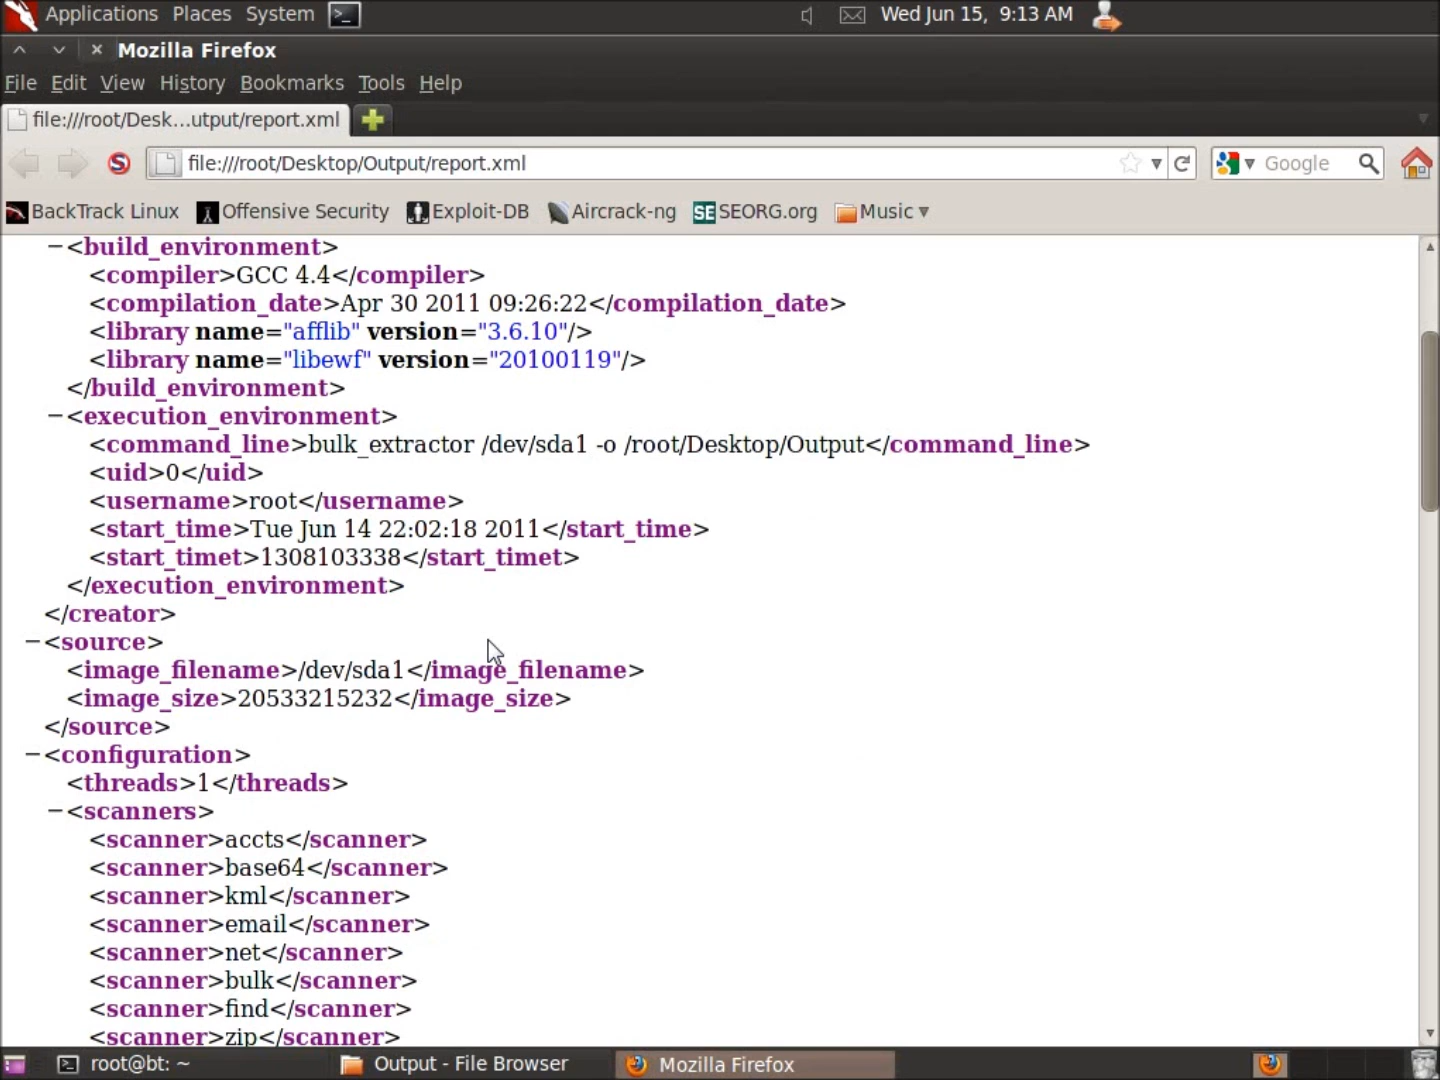 Applications Places System Wed Jun 15, 9:13 AM
Mozilla Firefox
File Edit View History Bookmarks Tools Help
file:///root/Desk...utput/report.xml
file:///root/Desktop/Output/report.xml Google
BackTrack Linux Offensive Security Exploit-DB Aircrack-ng SE SEORG.org Music
−<build_environment>
<compiler>GCC 4.4</compiler>
<compilation_date>Apr 30 2011 09:26:22</compilation_date>
<library name="afflib" version="3.6.10"/>
<library name="libewf" version="20100119"/>
</build_environment>
−<execution_environment>
<command_line>bulk_extractor /dev/sda1 -o /root/Desktop/Output</command_line>
<uid>0</uid>
<username>root</username>
<start_time>Tue Jun 14 22:02:18 2011</start_time>
<start_timet>1308103338</start_timet>
</execution_environment>
</creator>
−<source>
<image_filename>/dev/sda1</image_filename>
<image_size>20533215232</image_size>
</source>
−<configuration>
<threads>1</threads>
−<scanners>
<scanner>accts</scanner>
<scanner>base64</scanner>
<scanner>kml</scanner>
<scanner>email</scanner>
<scanner>net</scanner>
<scanner>bulk</scanner>
<scanner>find</scanner>
<scanner>zip</scanner>
root@bt: ~ Output - File Browser Mozilla Firefox